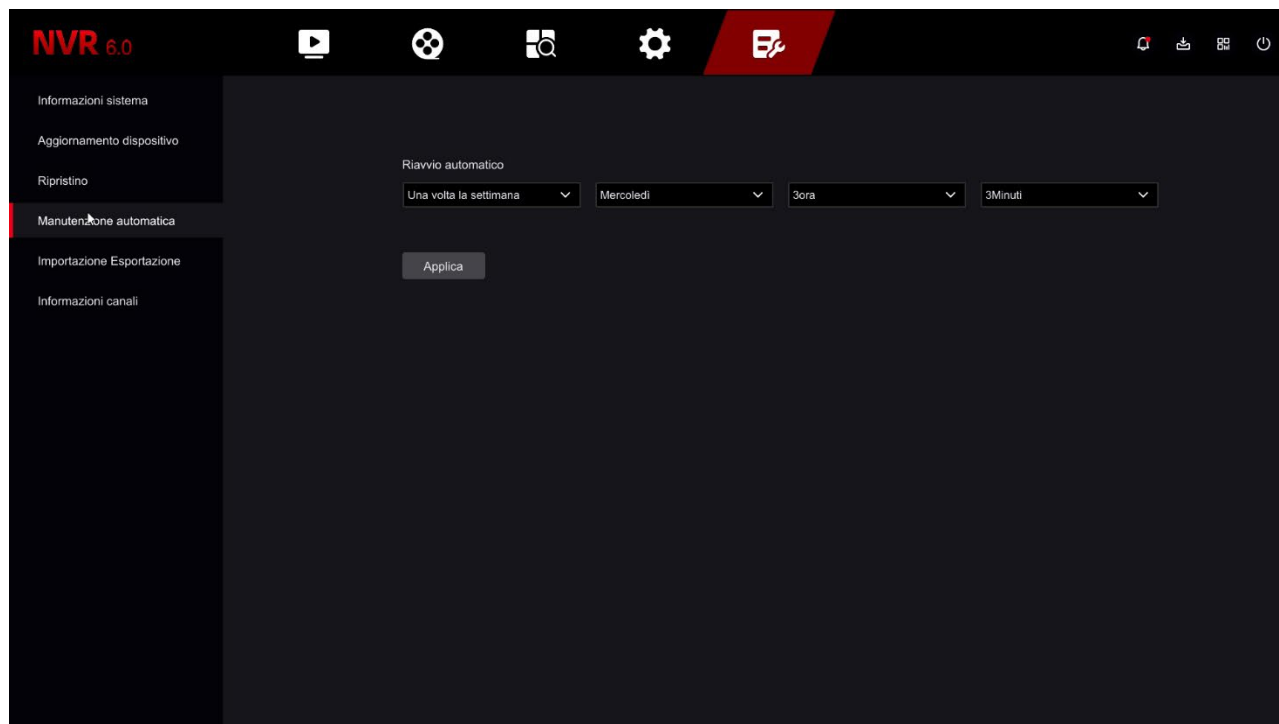 NVR 6.0
Informazioni sistema
Aggiornamento dispositivo
Ripristino
Manutenzione automatica
Importazione Esportazione
Informazioni canali
Riavvio automatico
Una volta la settimana
Mercoledì
3ora
3Minuti
Applica